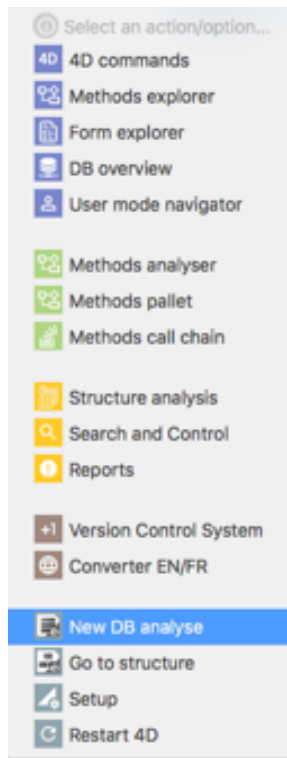 Select an action/option...
4D 4D commands
Methods explorer
Form explorer
DB overview
User mode navigator
Methods analyser
Methods pallet
Methods call chain
Structure analysis
Search and Control
Reports
+1 Version Control System
Converter EN/FR
New DB analyse
Go to structure
Setup
Restart 4D